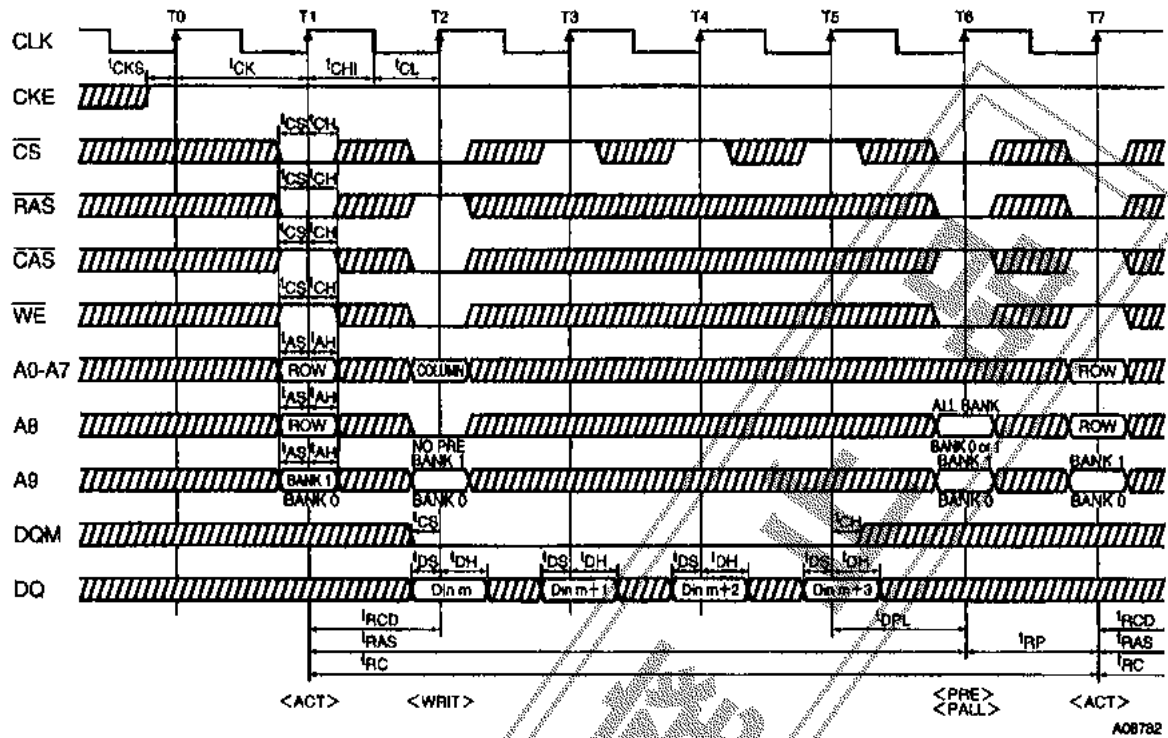 T0 T1 T2 T3 T4 T5 T6 T7
CLK
tCKS tCK tCHI tCL
CKE
tCS tCH
CS
tCS tCH
RAS
tCS tCH
CAS
tCS tCH
WE
tAS tAH
A0-A7 ROW COLUMN ROW
tAS tAH ALL BANK
A8 ROW ROW
tAS tAH NO PRE BANK 0 or 1
BANK 1 BANK 1 BANK 1
A9 BANK 1
BANK 0 BANK 0 BANK 0 BANK 0
tCS tCH
DQM
tDS tDH tDS tDH tDS tDH tDS tDH
DQ Din m Din m+1 Din m+2 Din m+3
tRCD tDPL tRCD
tRAS tRP tRAS
tRC tRC
<ACT> <WRIT> <PRE> <ACT>
<PALL>
A08782